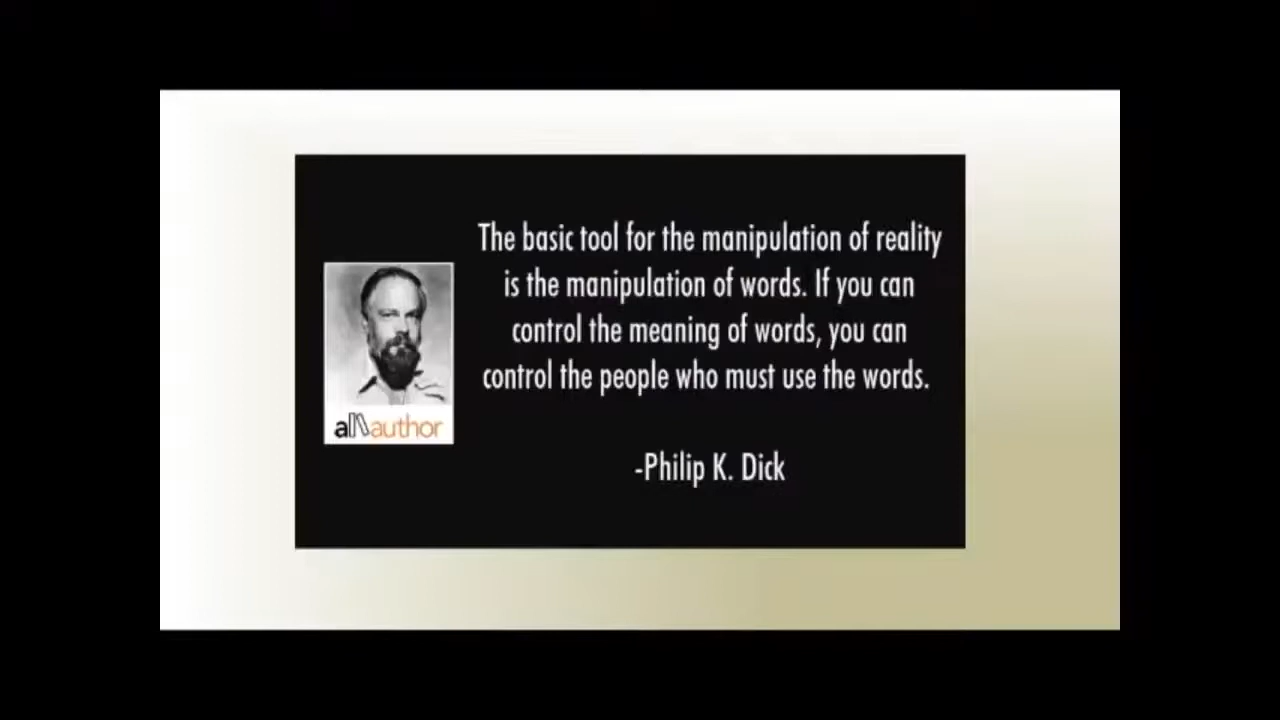 The basic tool for the manipulation of reality
is the manipulation of words. If you can
control the meaning of words, you can
control the people who must use the words.
-Philip K. Dick
allauthor